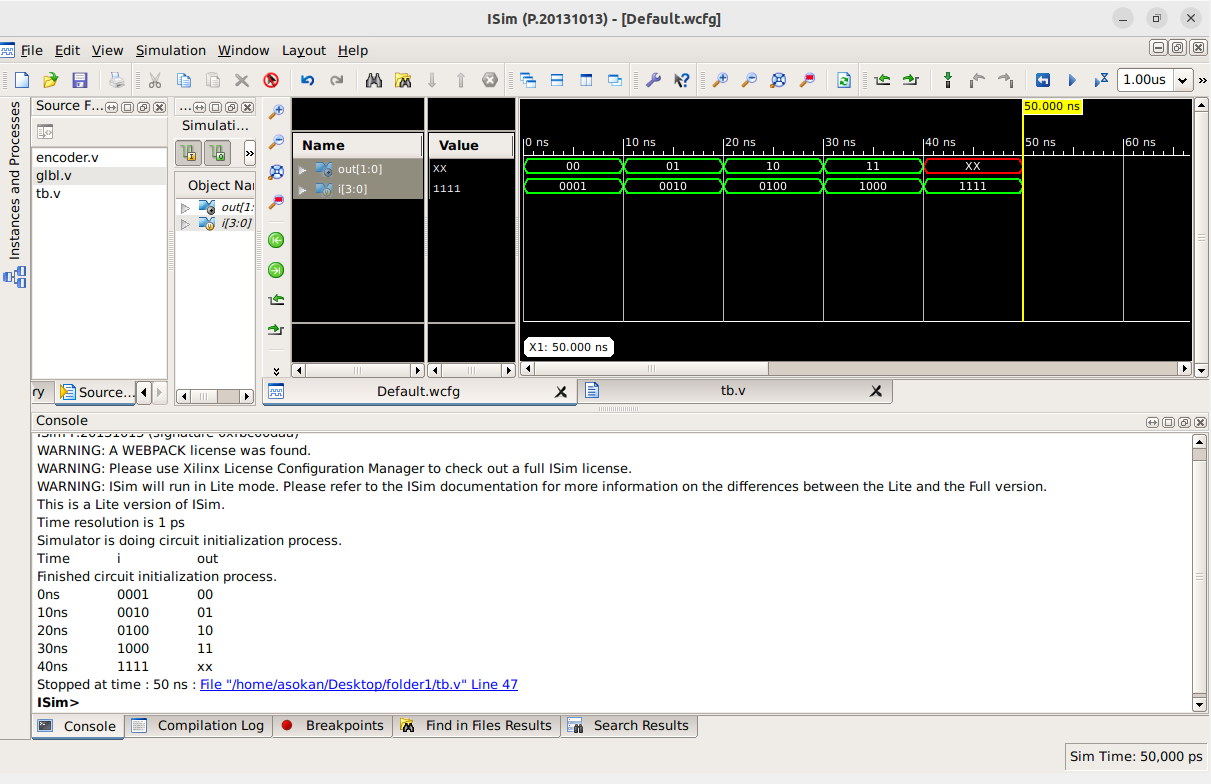 ISim (P.20131013) - [Default.wcfg]
File Edit View Simulation Window Layout Help
1.00us
»
Instances and Processes
Source F...
encoder.v
glbl.v
tb.v
ry
Source...
...
Simulati...
»
Object Nar
out[1:
i[3:0]
Name
Value
out[1:0]
XX
i[3:0]
1111
50.000 ns
0 ns 10 ns 20 ns 30 ns 40 ns 50 ns 60 ns
00 01 10 11 XX
0001 0010 0100 1000 1111
X1: 50.000 ns
Default.wcfg
tb.v
Console
WARNING: A WEBPACK license was found.
WARNING: Please use Xilinx License Configuration Manager to check out a full ISim license.
WARNING: ISim will run in Lite mode. Please refer to the ISim documentation for more information on the differences between the Lite and the Full version.
This is a Lite version of ISim.
Time resolution is 1 ps
Simulator is doing circuit initialization process.
Time i out
Finished circuit initialization process.
0ns 0001 00
10ns 0010 01
20ns 0100 10
30ns 1000 11
40ns 1111 xx
Stopped at time : 50 ns : File "/home/asokan/Desktop/folder1/tb.v" Line 47
ISim>
Console Compilation Log Breakpoints Find in Files Results Search Results
Sim Time: 50,000 ps